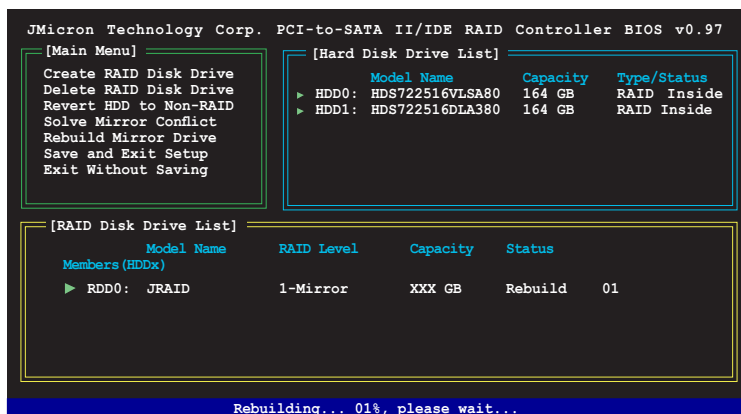 JMicron Technology Corp. PCI-to-SATA II/IDE RAID Controller BIOS v0.97
[Main Menu]
Create RAID Disk Drive
Delete RAID Disk Drive
Revert HDD to Non-RAID
Solve Mirror Conflict
Rebuild Mirror Drive
Save and Exit Setup
Exit Without Saving
[Hard Disk Drive List]
Model Name Capacity Type/Status
HDD0: HDS722516VLSA80 164 GB RAID Inside
HDD1: HDS722516DLA380 164 GB RAID Inside
[RAID Disk Drive List]
Model Name RAID Level Capacity Status
Members(HDDx)
RDD0: JRAID 1-Mirror XXX GB Rebuild 01
Rebuilding... 01%, please wait...